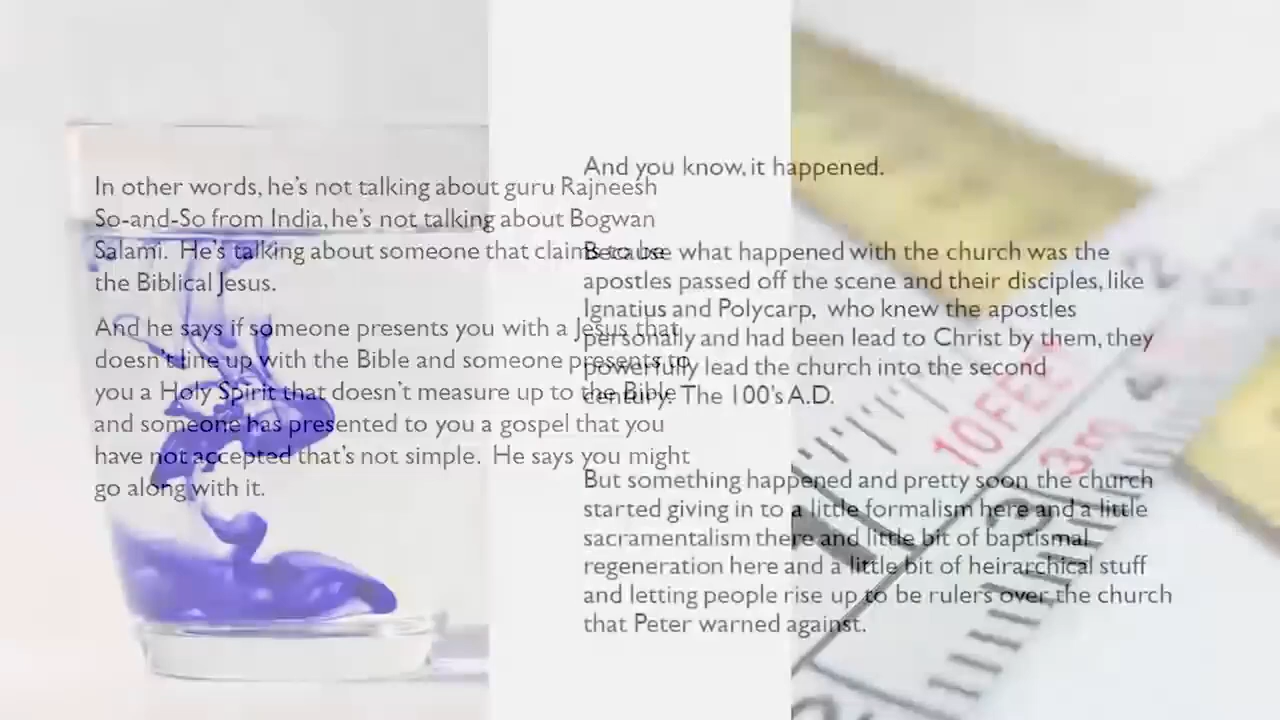 In other words, he's not talking about guru Rajneesh
So-and-So from India, he's not talking about Bogwan
Salami. He's talking about someone that claims to be
the Biblical Jesus.
And he says if someone presents you with a Jesus that
doesn't line up with the Bible and someone presents to
you a Holy Spirit that doesn't measure up to the Bible
and someone has presented to you a gospel that you
have not accepted that's not simple. He says you might
go along with it.
And you know, it happened.
Because what happened with the church was the
apostles passed off the scene and their disciples, like
Ignatius and Polycarp, who knew the apostles
personally and had been lead to Christ by them, they
powerfully lead the church into the second
century. The 100's A.D.
But something happened and pretty soon the church
started giving in to a little formalism here and a little
sacramentalism there and little bit of baptismal
regeneration here and a little bit of heirarchical stuff
and letting people rise up to be rulers over the church
that Peter warned against.
10FEET
3m
2
3
4